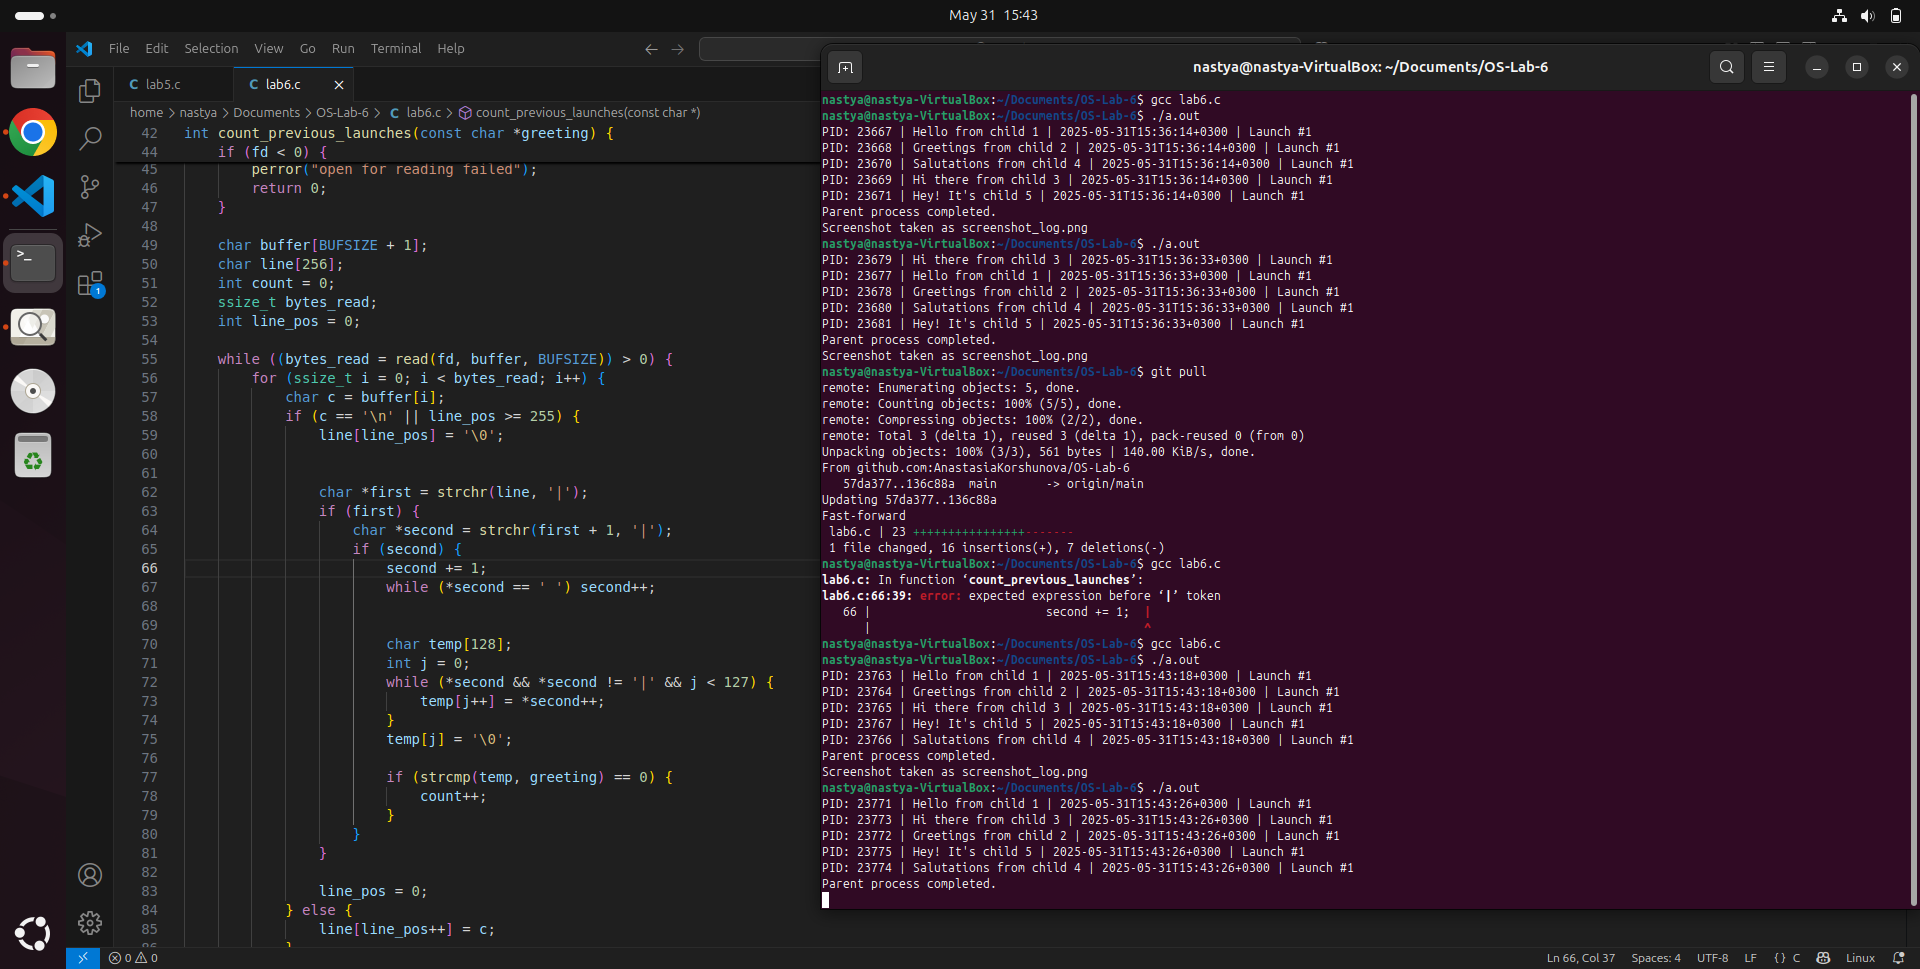 May 31 15:43
File Edit Selection View Go Run Terminal Help
lab5.c
lab6.c
home > nastya > Documents > OS-Lab-6 > C lab6.c > count_previous_launches(const char *)
42 int count_previous_launches(const char *greeting) {
44 if (fd < 0) {
45 perror("open for reading failed");
46 return 0;
47 }
48
49 char buffer[BUFSIZE + 1];
50 char line[256];
51 int count = 0;
52 ssize_t bytes_read;
53 int line_pos = 0;
54
55 while ((bytes_read = read(fd, buffer, BUFSIZE)) > 0) {
56 for (ssize_t i = 0; i < bytes_read; i++) {
57 char c = buffer[i];
58 if (c == '\n' || line_pos >= 255) {
59 line[line_pos] = '\0';
60
61
62 char *first = strchr(line, '|');
63 if (first) {
64 char *second = strchr(first + 1, '|');
65 if (second) {
66 second += 1;
67 while (*second == ' ') second++;
68
69
70 char temp[128];
71 int j = 0;
72 while (*second && *second != '|' && j < 127) {
73 temp[j++] = *second++;
74 }
75 temp[j] = '\0';
76
77 if (strcmp(temp, greeting) == 0) {
78 count++;
79 }
80 }
81 }
82
83 line_pos = 0;
84 } else {
85 line[line_pos++] = c;
86 }
1
0 0
Ln 66, Col 37 Spaces: 4 UTF-8 LF {} C Linux
nastya@nastya-VirtualBox: ~/Documents/OS-Lab-6
nastya@nastya-VirtualBox:~/Documents/OS-Lab-6$ gcc lab6.c
nastya@nastya-VirtualBox:~/Documents/OS-Lab-6$ ./a.out
PID: 23667 | Hello from child 1 | 2025-05-31T15:36:14+0300 | Launch #1
PID: 23668 | Greetings from child 2 | 2025-05-31T15:36:14+0300 | Launch #1
PID: 23670 | Salutations from child 4 | 2025-05-31T15:36:14+0300 | Launch #1
PID: 23669 | Hi there from child 3 | 2025-05-31T15:36:14+0300 | Launch #1
PID: 23671 | Hey! It's child 5 | 2025-05-31T15:36:14+0300 | Launch #1
Parent process completed.
Screenshot taken as screenshot_log.png
nastya@nastya-VirtualBox:~/Documents/OS-Lab-6$ ./a.out
PID: 23679 | Hi there from child 3 | 2025-05-31T15:36:33+0300 | Launch #1
PID: 23677 | Hello from child 1 | 2025-05-31T15:36:33+0300 | Launch #1
PID: 23678 | Greetings from child 2 | 2025-05-31T15:36:33+0300 | Launch #1
PID: 23680 | Salutations from child 4 | 2025-05-31T15:36:33+0300 | Launch #1
PID: 23681 | Hey! It's child 5 | 2025-05-31T15:36:33+0300 | Launch #1
Parent process completed.
Screenshot taken as screenshot_log.png
nastya@nastya-VirtualBox:~/Documents/OS-Lab-6$ git pull
remote: Enumerating objects: 5, done.
remote: Counting objects: 100% (5/5), done.
remote: Compressing objects: 100% (2/2), done.
remote: Total 3 (delta 1), reused 3 (delta 1), pack-reused 0 (from 0)
Unpacking objects: 100% (3/3), 561 bytes | 140.00 KiB/s, done.
From github.com:AnastasiaKorshunova/OS-Lab-6
57da377..136c88a main -> origin/main
Updating 57da377..136c88a
Fast-forward
lab6.c | 23 ++++++++++++++++-------
1 file changed, 16 insertions(+), 7 deletions(-)
nastya@nastya-VirtualBox:~/Documents/OS-Lab-6$ gcc lab6.c
lab6.c: In function ‘count_previous_launches’:
lab6.c:66:39: error: expected expression before ‘|’ token
66 | second += 1; |
| ^
nastya@nastya-VirtualBox:~/Documents/OS-Lab-6$ gcc lab6.c
nastya@nastya-VirtualBox:~/Documents/OS-Lab-6$ ./a.out
PID: 23763 | Hello from child 1 | 2025-05-31T15:43:18+0300 | Launch #1
PID: 23764 | Greetings from child 2 | 2025-05-31T15:43:18+0300 | Launch #1
PID: 23765 | Hi there from child 3 | 2025-05-31T15:43:18+0300 | Launch #1
PID: 23767 | Hey! It's child 5 | 2025-05-31T15:43:18+0300 | Launch #1
PID: 23766 | Salutations from child 4 | 2025-05-31T15:43:18+0300 | Launch #1
Parent process completed.
Screenshot taken as screenshot_log.png
nastya@nastya-VirtualBox:~/Documents/OS-Lab-6$ ./a.out
PID: 23771 | Hello from child 1 | 2025-05-31T15:43:26+0300 | Launch #1
PID: 23773 | Hi there from child 3 | 2025-05-31T15:43:26+0300 | Launch #1
PID: 23772 | Greetings from child 2 | 2025-05-31T15:43:26+0300 | Launch #1
PID: 23775 | Hey! It's child 5 | 2025-05-31T15:43:26+0300 | Launch #1
PID: 23774 | Salutations from child 4 | 2025-05-31T15:43:26+0300 | Launch #1
Parent process completed.